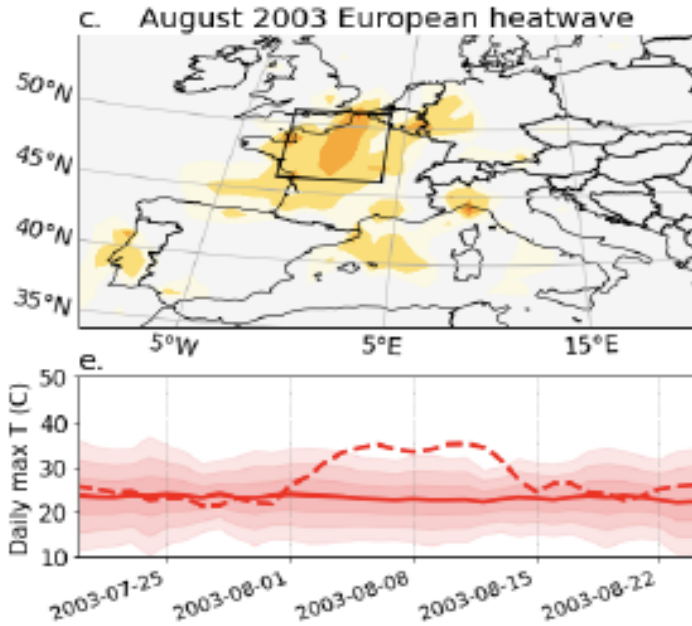 c. August 2003 European heatwave
50°N
45°N
40°N
35°N
5°W 5°E 15°E
e.
Daily max T (C)
50
40
30
20
10
2003-07-25 2003-08-01 2003-08-08 2003-08-15 2003-08-22